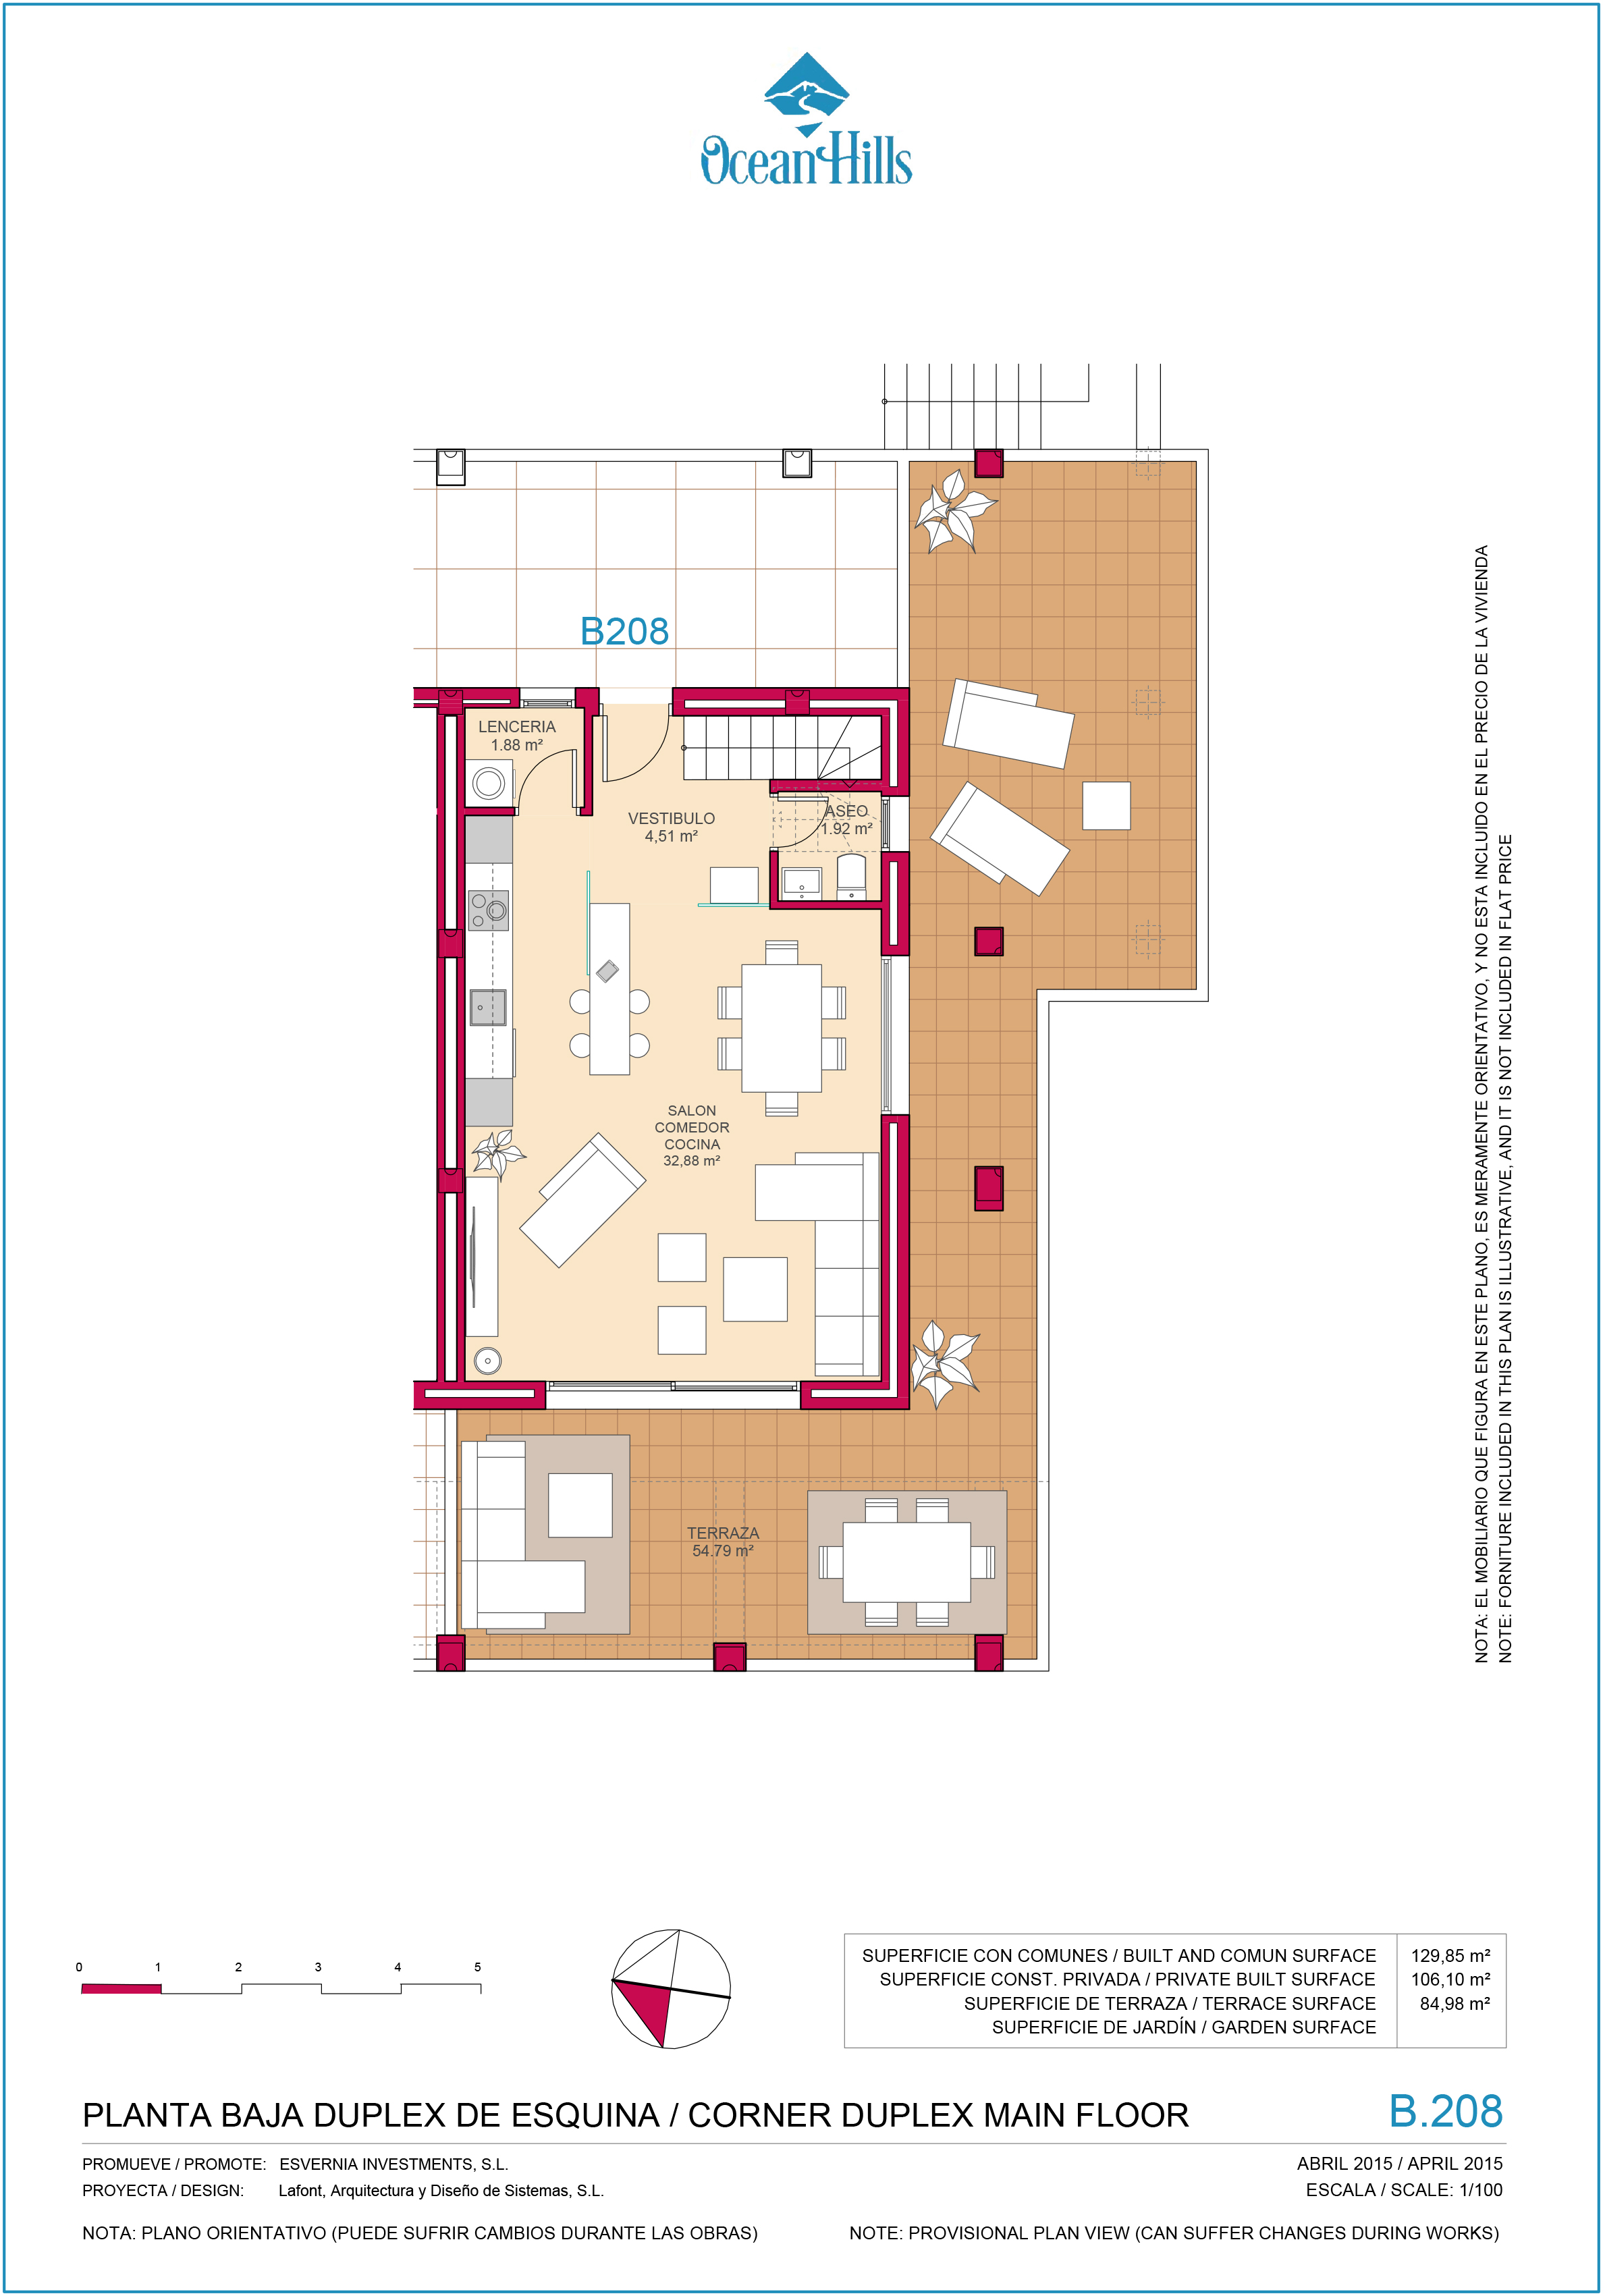 OceanHills
B208
LENCERIA
1.88 m²
VESTIBULO
4,51 m²
ASEO
1.92 m²
SALON
COMEDOR
COCINA
32,88 m²
TERRAZA
54.79 m²
NOTA: EL MOBILIARIO QUE FIGURA EN ESTE PLANO, ES MERAMENTE ORIENTATIVO, Y NO ESTA INCLUIDO EN EL PRECIO DE LA VIVIENDA
NOTE: FORNITURE INCLUDED IN THIS PLAN IS ILLUSTRATIVE, AND IT IS NOT INCLUDED IN FLAT PRICE
0 1 2 3 4 5
SUPERFICIE CON COMUNES / BUILT AND COMUN SURFACE 129,85 m²
SUPERFICIE CONST. PRIVADA / PRIVATE BUILT SURFACE 106,10 m²
SUPERFICIE DE TERRAZA / TERRACE SURFACE 84,98 m²
SUPERFICIE DE JARDÍN / GARDEN SURFACE
PLANTA BAJA DUPLEX DE ESQUINA / CORNER DUPLEX MAIN FLOOR B.208
PROMUEVE / PROMOTE: ESVERNIA INVESTMENTS, S.L. ABRIL 2015 / APRIL 2015
PROYECTA / DESIGN: Lafont, Arquitectura y Diseño de Sistemas, S.L. ESCALA / SCALE: 1/100
NOTA: PLANO ORIENTATIVO (PUEDE SUFRIR CAMBIOS DURANTE LAS OBRAS) NOTE: PROVISIONAL PLAN VIEW (CAN SUFFER CHANGES DURING WORKS)